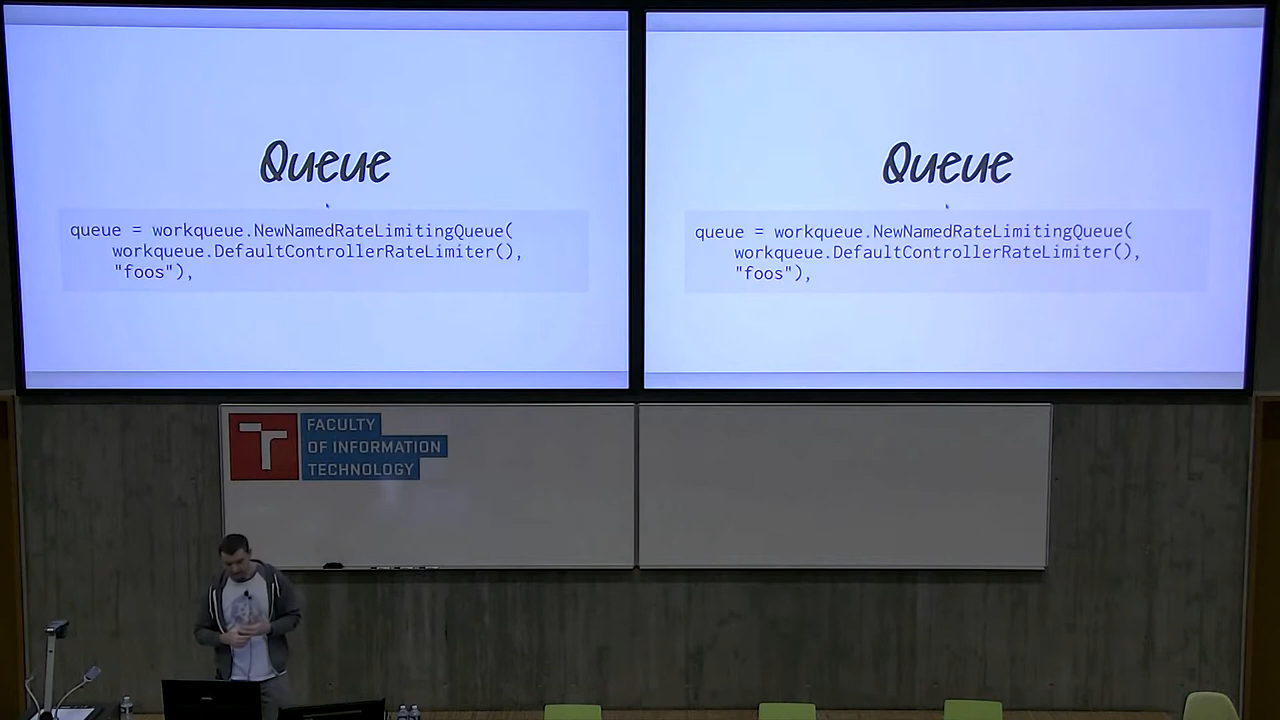 Queue
queue = workqueue.NewNamedRateLimitingQueue(
workqueue.DefaultControllerRateLimiter(),
"foos"),
Queue
queue = workqueue.NewNamedRateLimitingQueue(
workqueue.DefaultControllerRateLimiter(),
"foos"),
T
FACULTY
OF INFORMATION
TECHNOLOGY